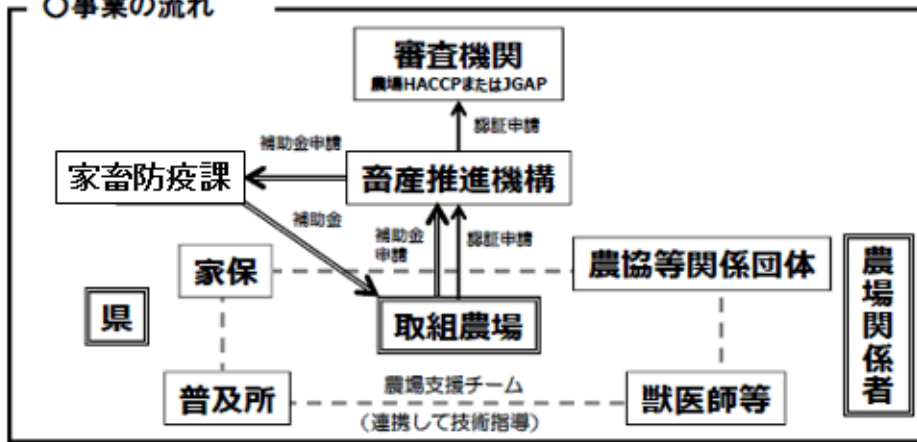 〇事業の流れ
審査機関
農場HACCPまたはJGAP
認証申請
補助金申請
家畜防疫課
畜産推進機構
補助金
補助金
申請
認証申請
家保
農協等関係団体
農場関係者
県
取組農場
普及所
農場支援チーム
(連携して技術指導)
獣医師等